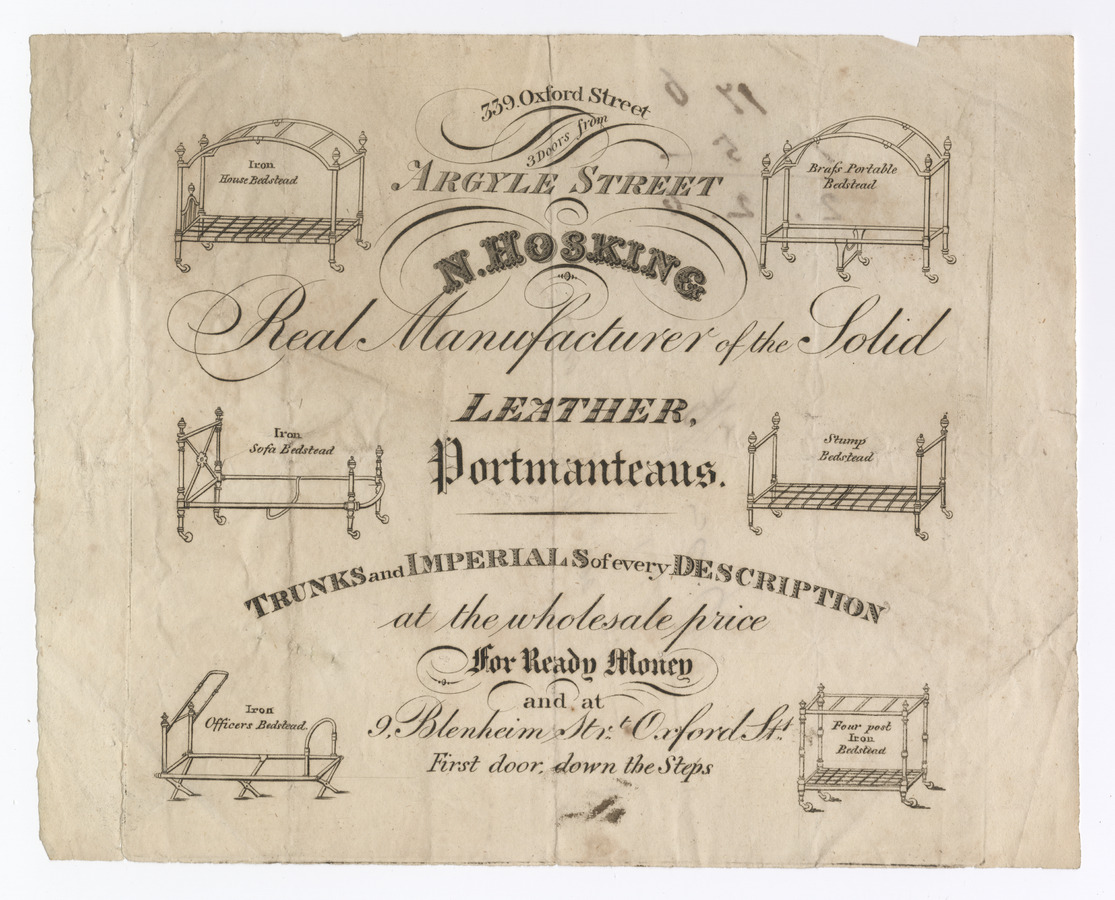 339. Oxford Street
3 Doors from
ARGYLE STREET
N. HOSKING
Real Manufacturer of the Solid
LEATHER,
Portmanteaus.
TRUNKS and IMPERIALS of every DESCRIPTION
at the wholesale price
For Ready Money
and at
9. Blenheim Str.t Oxford St.t
First door, down the Steps
Iron
House Bedstead
Braſs Portable
Bedstead
Iron
Sofa Bedstead
Stump
Bedstead
Iron
Officers Bedstead.
Four post
Iron
Bedstead